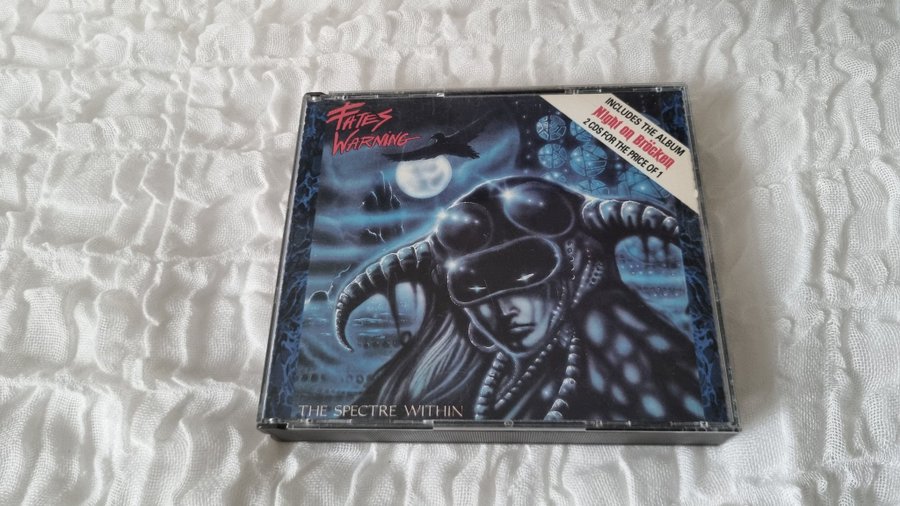 FATES
WARNING
INCLUDES THE ALBUM
Night on Bröcken
2 CDS FOR THE PRICE OF 1
THE SPECTRE WITHIN